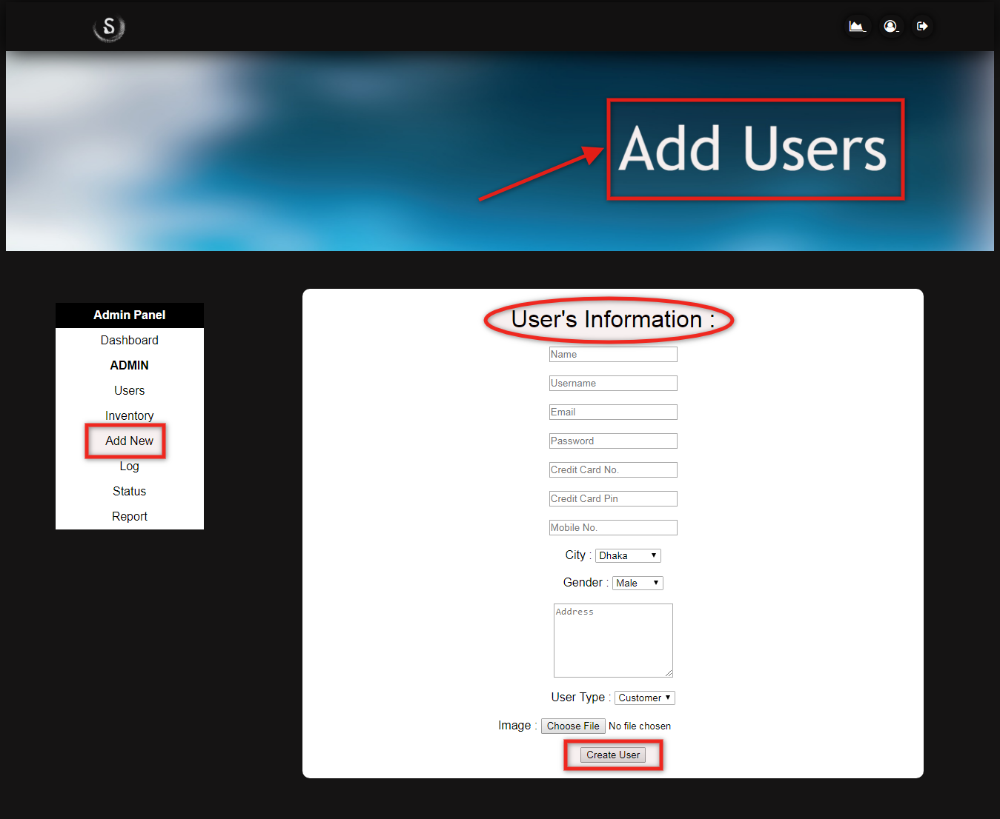 S
Add Users
Admin Panel
Dashboard
ADMIN
Users
Inventory
Add New
Log
Status
Report
User's Information :
Name
Username
Email
Password
Credit Card No.
Credit Card Pin
Mobile No.
City : Dhaka
Gender : Male
Address
User Type : Customer
Image : Choose File No file chosen
Create User